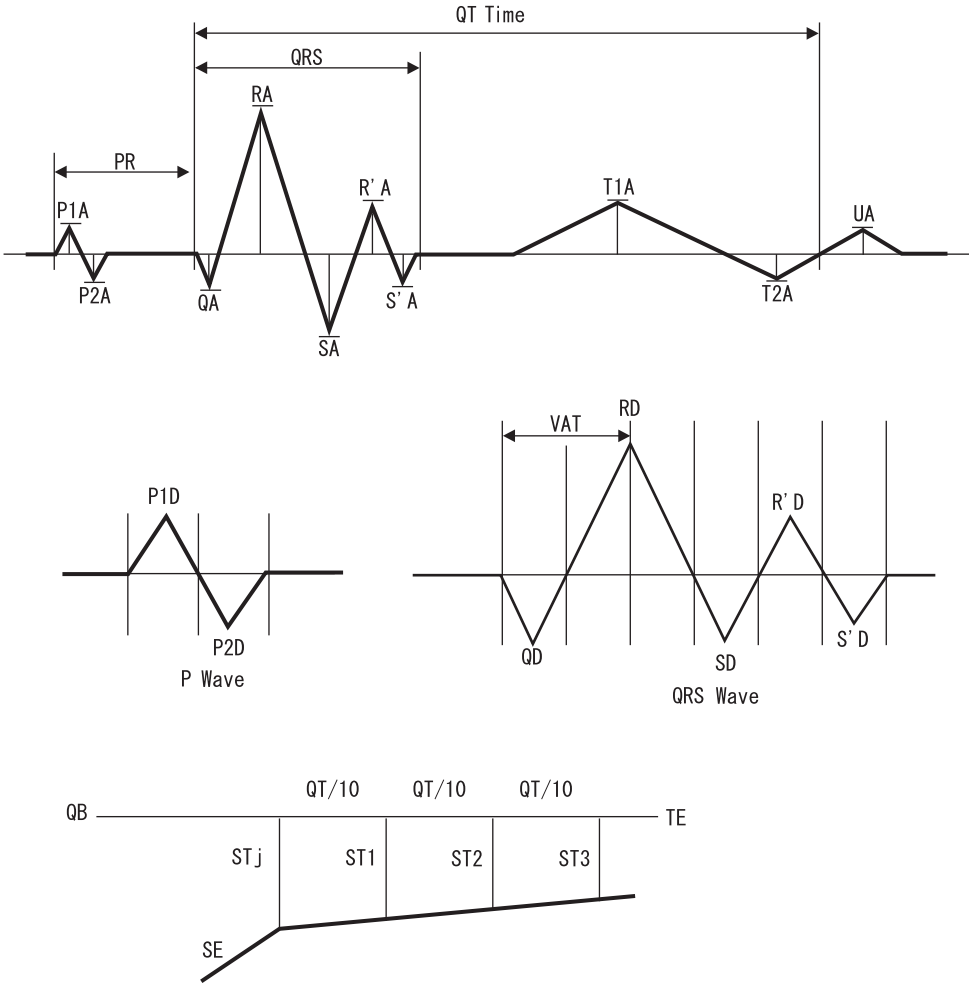 QT Time
QRS
RA
PR
R'A
T1A
P1A
UA
P2A
QA
S'A
T2A
SA
RD
VAT
P1D
R'D
P2D
QD
SD
S'D
P Wave
QRS Wave
QT/10 QT/10 QT/10
QB
TE
STj ST1 ST2 ST3
SE